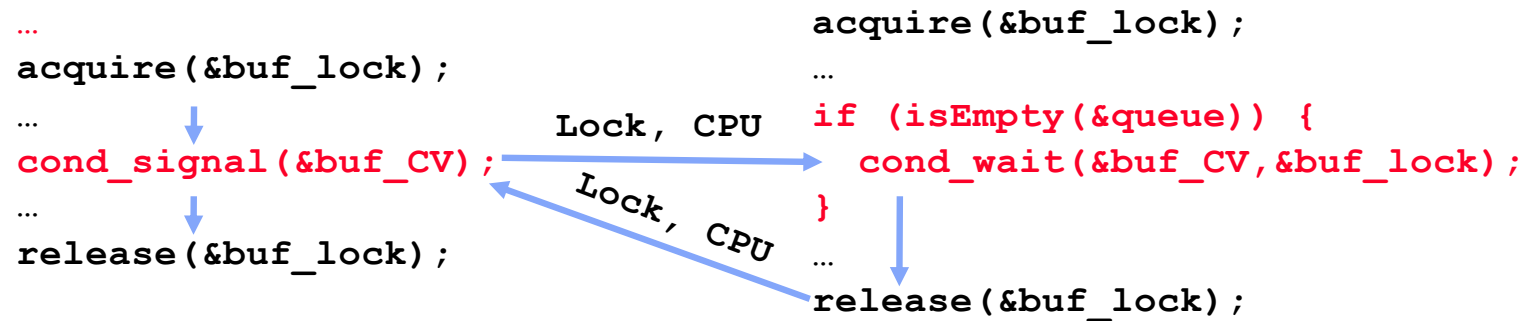 …
acquire(&buf_lock);
…
cond_signal(&buf_CV);
…
release(&buf_lock);
Lock, CPU
Lock, CPU
acquire(&buf_lock);
…
if (isEmpty(&queue)) {
cond_wait(&buf_CV,&buf_lock);
}
…
release(&buf_lock);